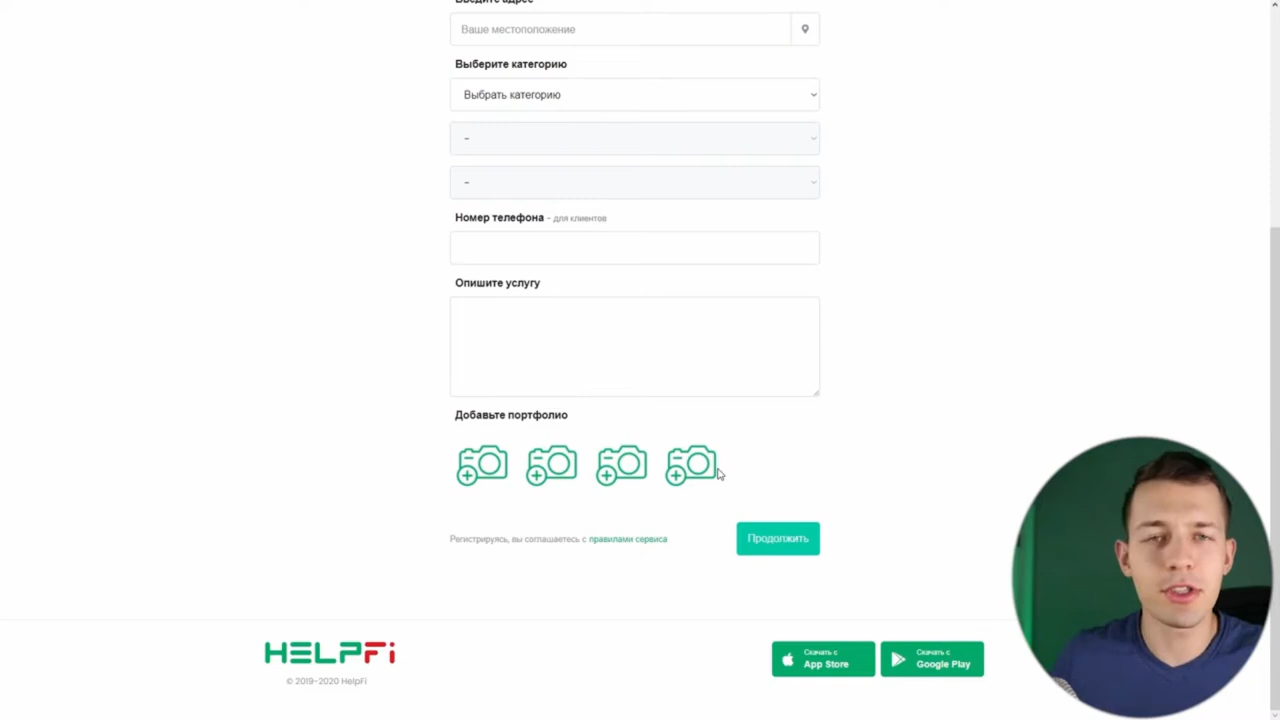 Введите адрес
Ваше местоположение
Выберите категорию
Выбрать категорию
-
-
Номер телефона - для клиентов
Опишите услугу
Добавьте портфолио
Регистрируясь, вы соглашаетесь с правилами сервиса
Продолжить
HELPFi
© 2019-2020 HelpFi
Скачать с
App Store
Скачать с
Google Play